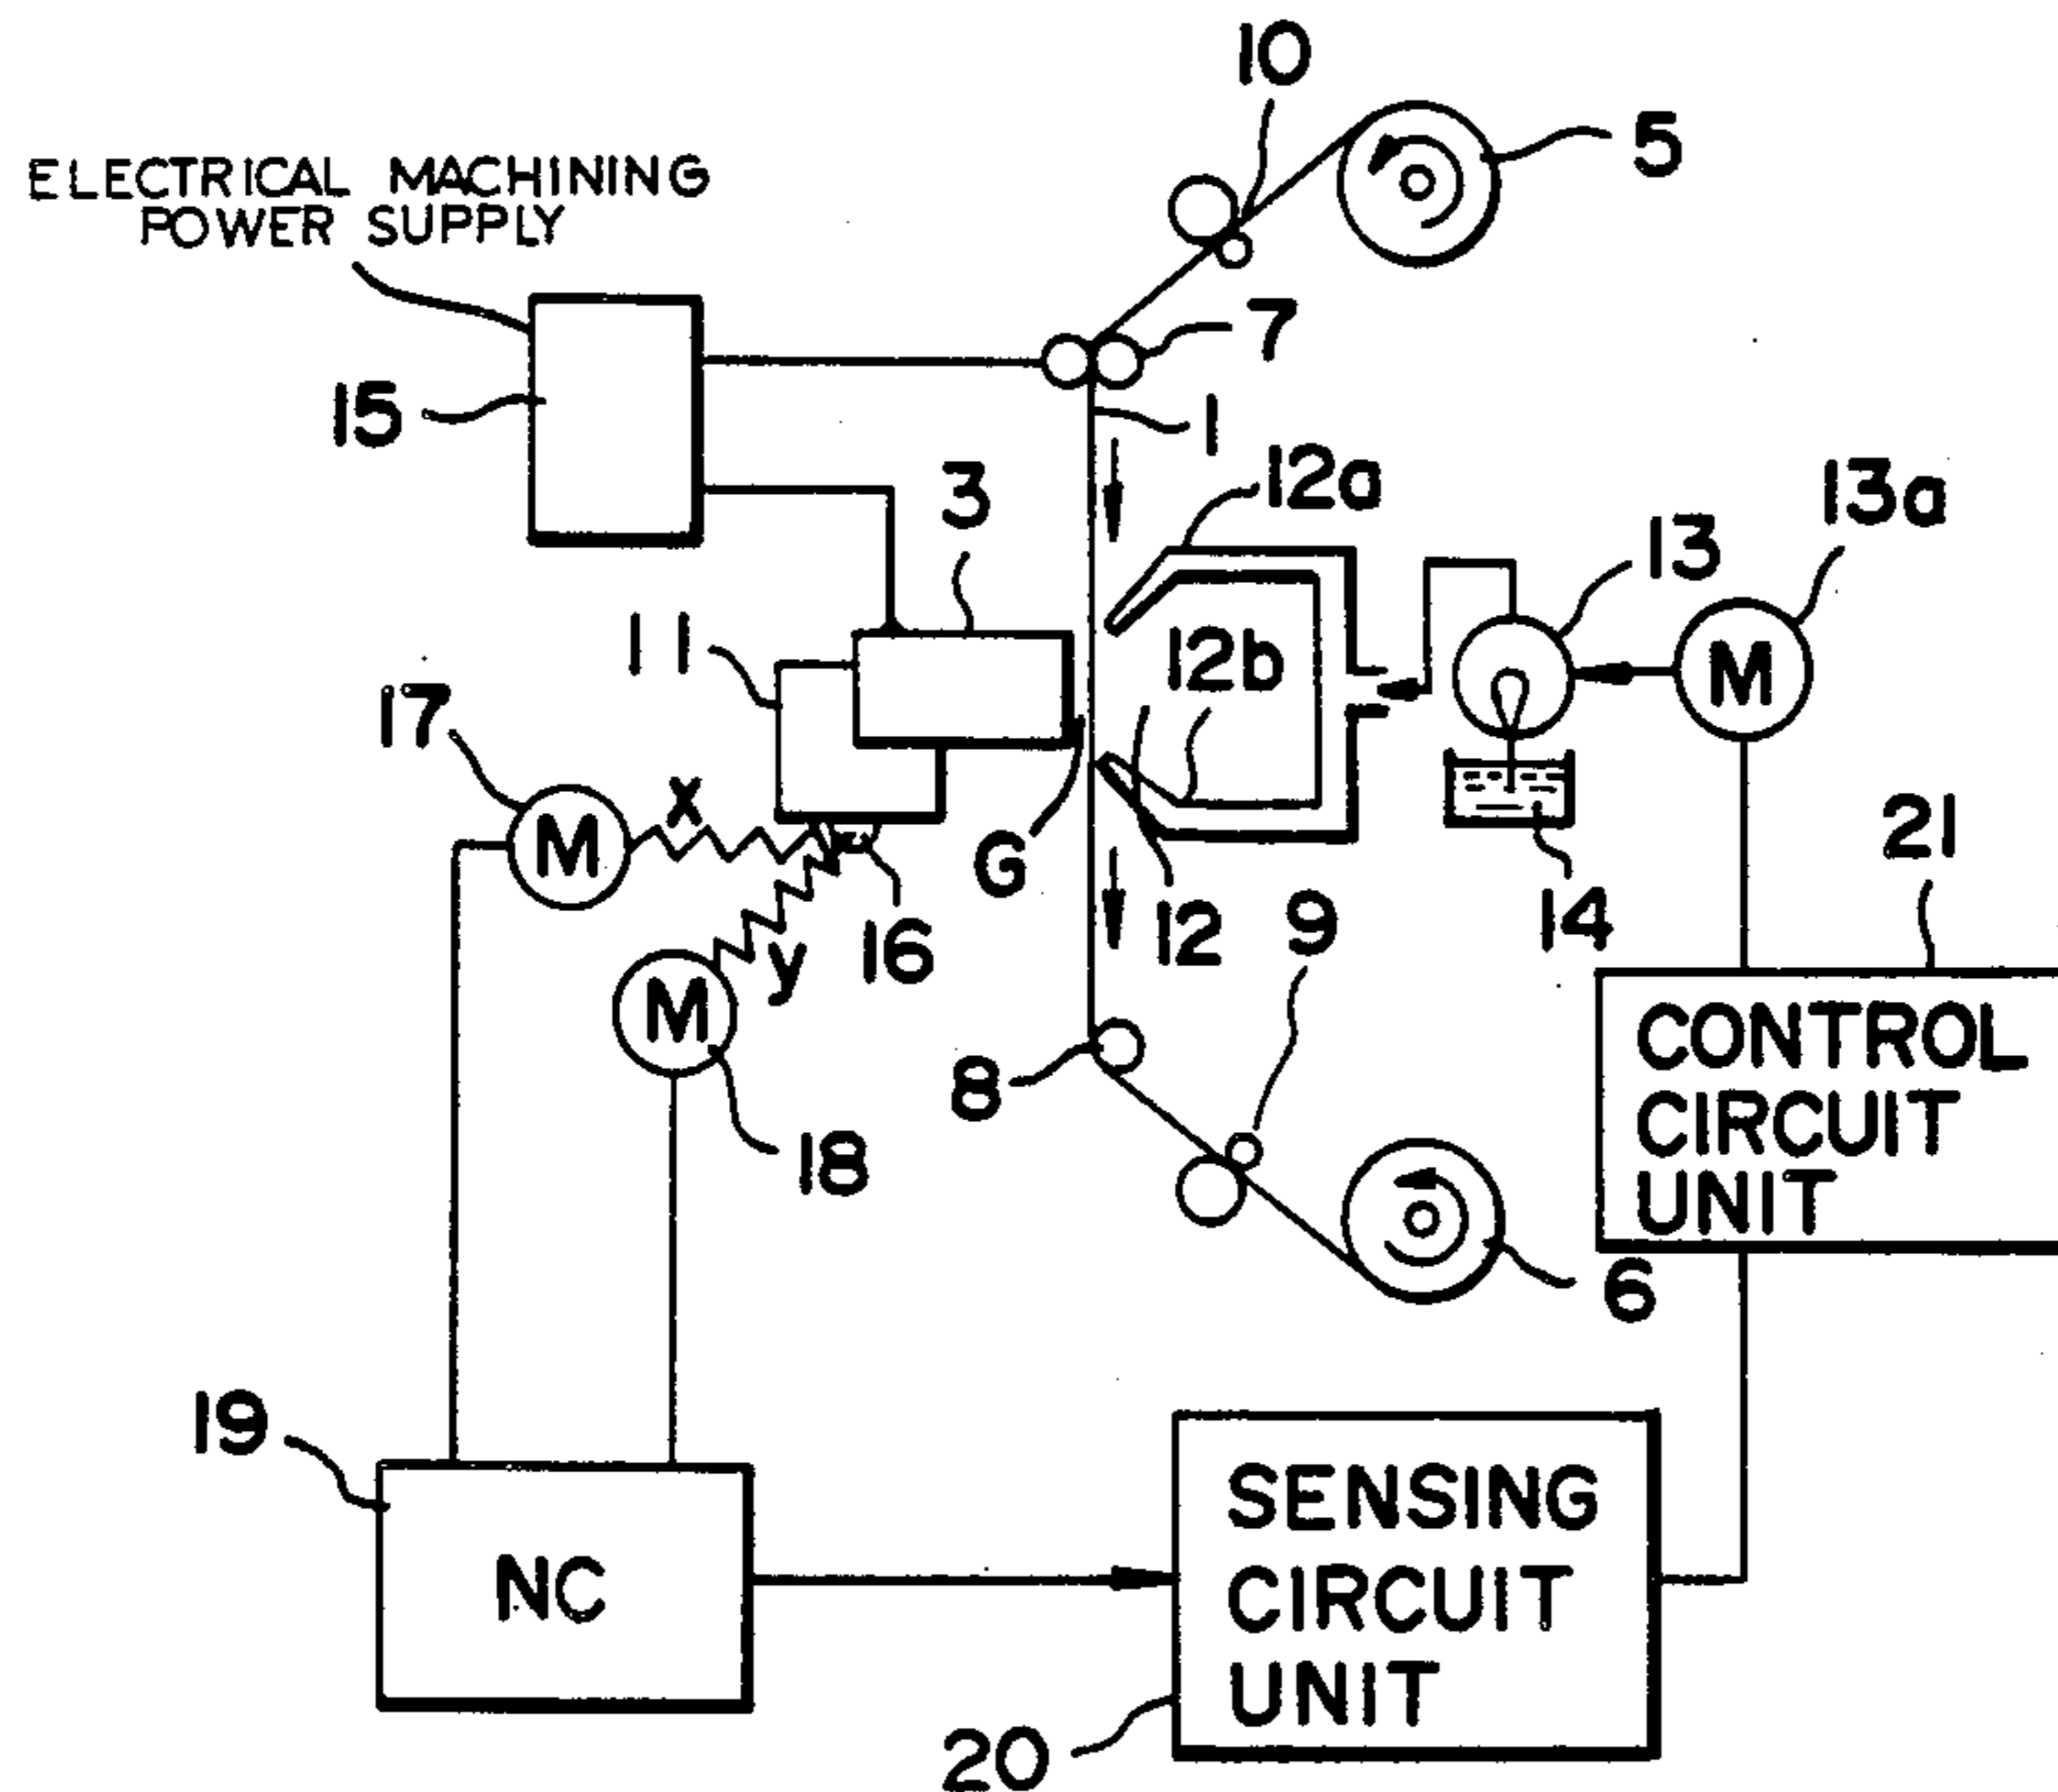 10
5
ELECTRICAL MACHINING
POWER SUPPLY
7
15
1
3
12a
13a
13
11
12b
17
M
x
M
G
21
16
12
9
14
y
M
8
CONTROL
CIRCUIT
UNIT
18
6
19
SENSING
CIRCUIT
UNIT
NC
20